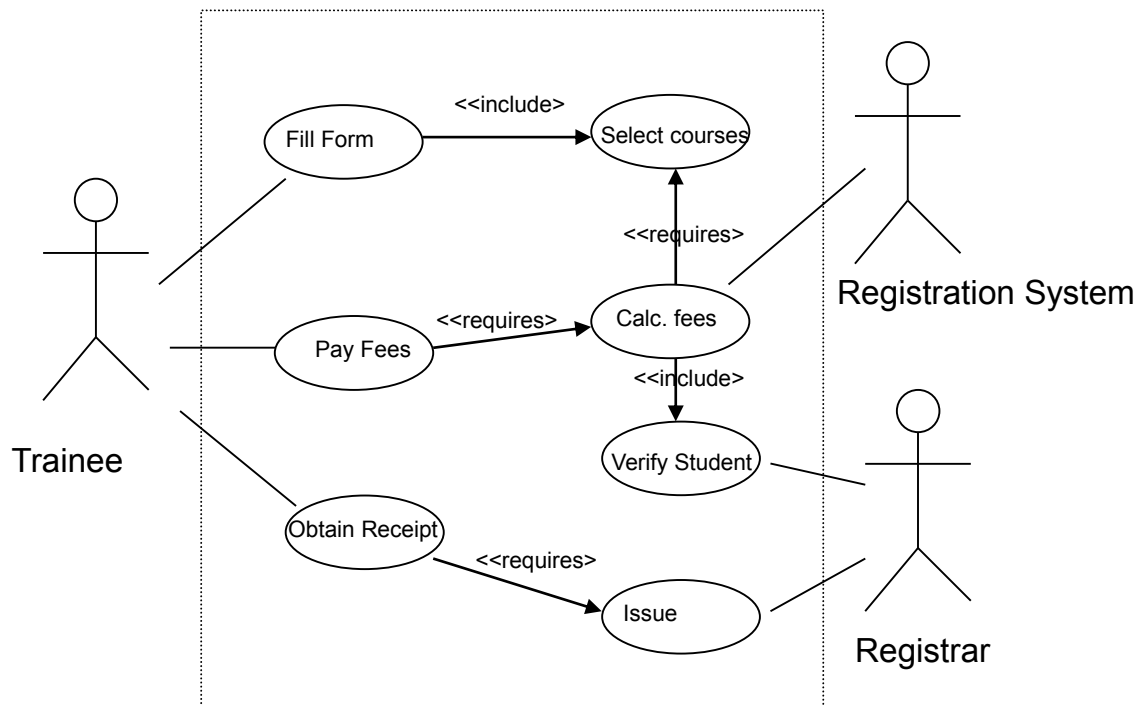 <<include>
Fill Form
Select courses
<<requires>
Registration System
<<requires>
Calc. fees
Pay Fees
<<include>
Trainee
Verify Student
Obtain Receipt
<<requires>
Issue
Registrar